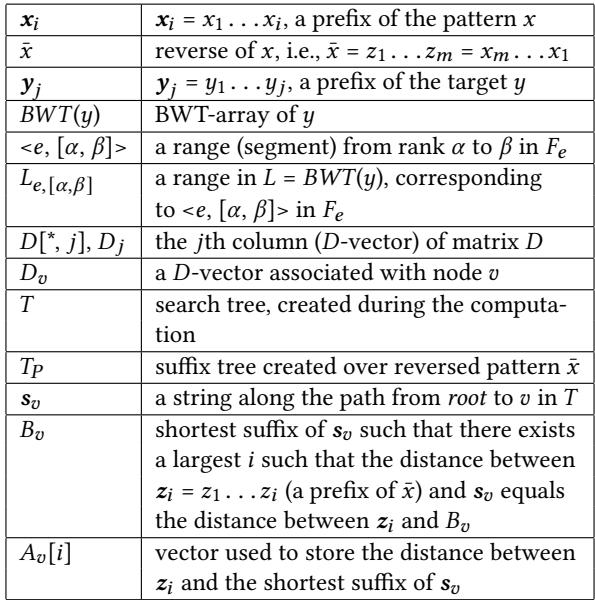 x_i x_i = x_1 ... x_i, a prefix of the pattern x
x̄ reverse of x, i.e., x̄ = z_1 ... z_m = x_m ... x_1
y_j y_j = y_1 ... y_j, a prefix of the target y
BWT(y) BWT-array of y
<e, [α, β]> a range (segment) from rank α to β in F_e
L_{e,[α,β]} a range in L = BWT(y), corresponding
to <e, [α, β]> in F_e
D[*, j], D_j the jth column (D-vector) of matrix D
D_v a D-vector associated with node v
T search tree, created during the computa-
tion
T_P suffix tree created over reversed pattern x̄
s_v a string along the path from root to v in T
B_v shortest suffix of s_v such that there exists
a largest i such that the distance between
z_i = z_1 ... z_i (a prefix of x̄) and s_v equals
the distance between z_i and B_v
A_v[i] vector used to store the distance between
z_i and the shortest suffix of s_v